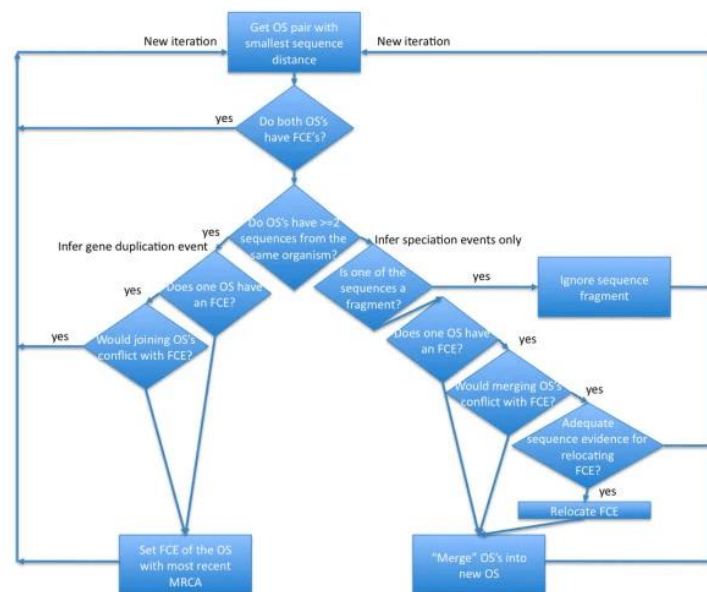 Get OS pair with
smallest sequence
distance
New iteration
New iteration
yes
Do both OS's
have FCE's?
yes
Do OS's have >=2
sequences from the
same organism?
Infer gene duplication event
Infer speciation events only
Is one of the
sequences a
fragment?
yes
Ignore sequence
fragment
yes
Does one OS have
an FCE?
Does one OS have
an FCE?
yes
yes
Would joining OS's
conflict with FCE?
Would merging OS's
conflict with FCE?
yes
Adequate
sequence evidence for
relocating
FCE?
yes
Relocate FCE
Set FCE of the OS
with most recent
MRCA
"Merge" OS's into
new OS